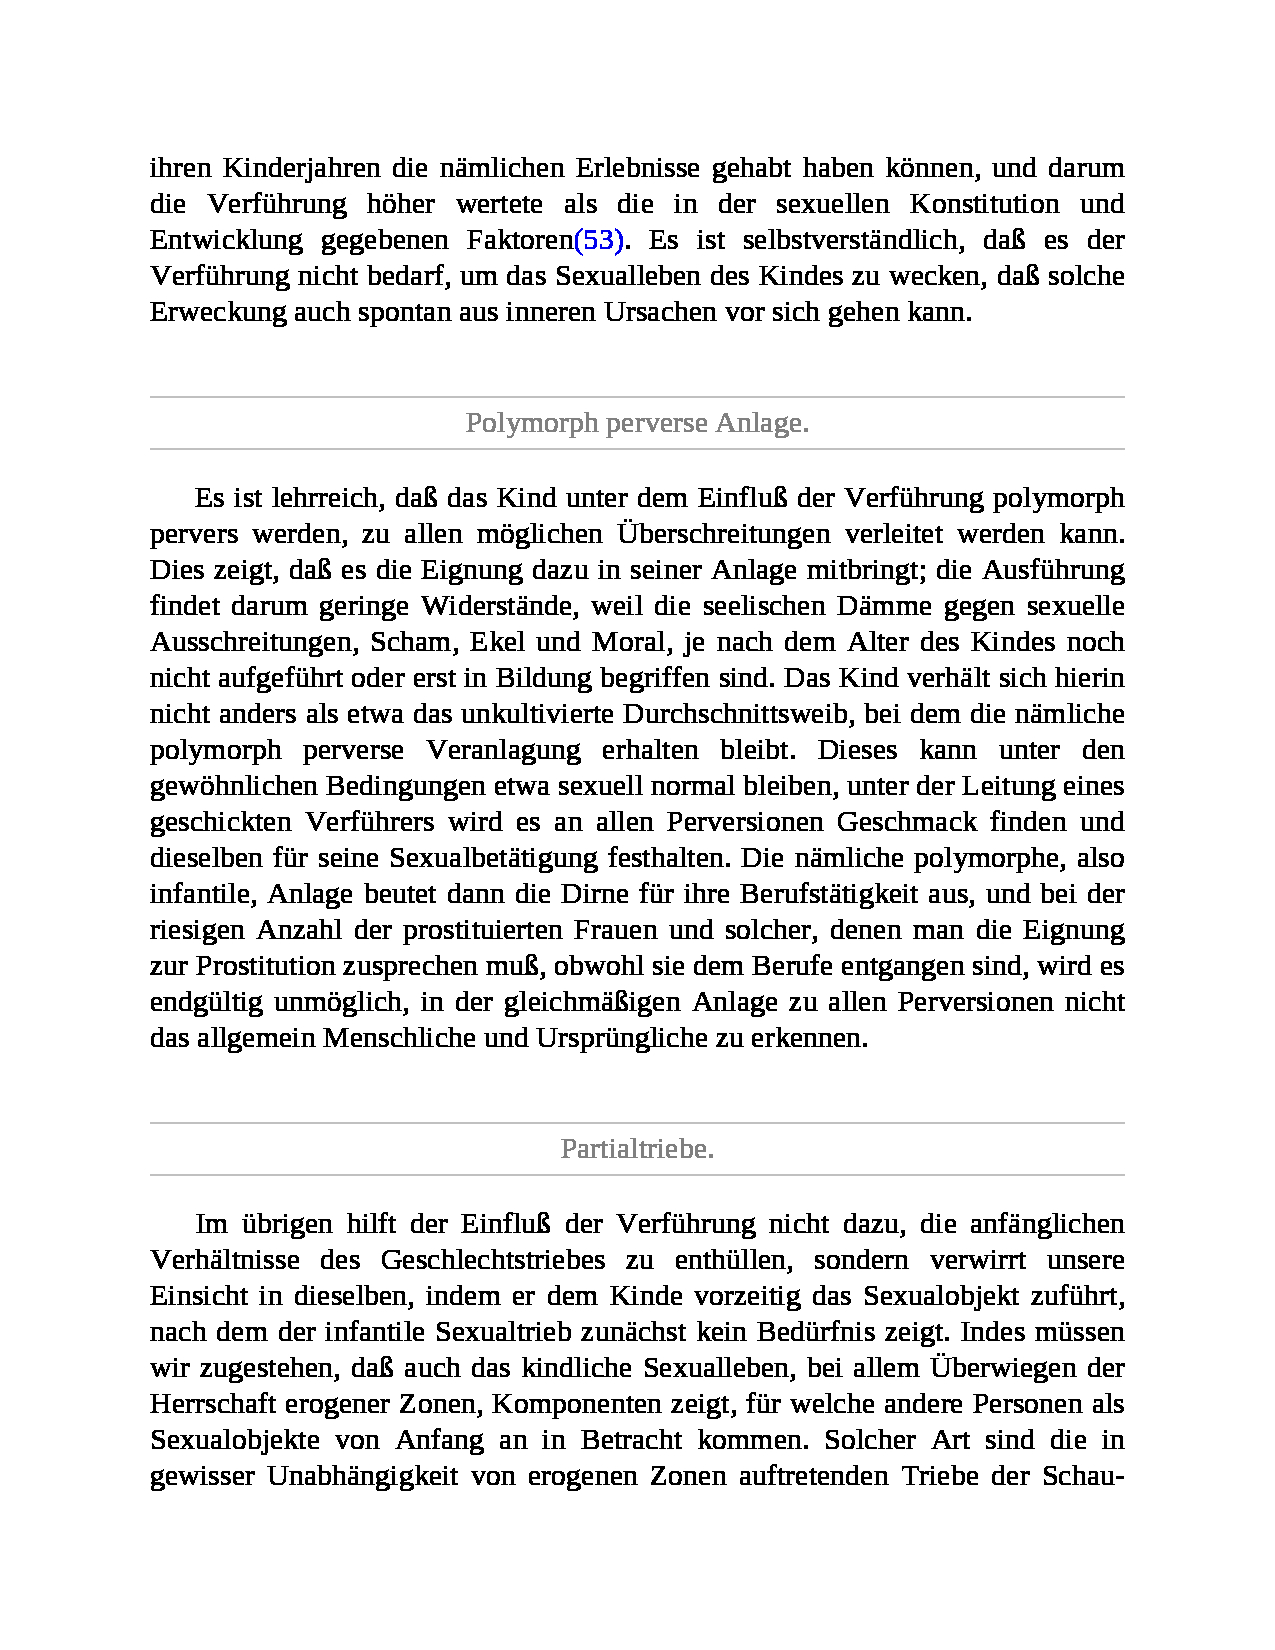 ihren Kinderjahren die nämlichen Erlebnisse gehabt haben können, und darum
die Verführung höher wertete als die in der sexuellen Konstitution und
Entwicklung gegebenen Faktoren(53). Es ist selbstverständlich, daß es der
Verführung nicht bedarf, um das Sexualleben des Kindes zu wecken, daß solche
Erweckung auch spontan aus inneren Ursachen vor sich gehen kann.
Polymorph perverse Anlage.
Es ist lehrreich, daß das Kind unter dem Einfluß der Verführung polymorph
pervers werden, zu allen möglichen Überschreitungen verleitet werden kann.
Dies zeigt, daß es die Eignung dazu in seiner Anlage mitbringt; die Ausführung
findet darum geringe Widerstände, weil die seelischen Dämme gegen sexuelle
Ausschreitungen, Scham, Ekel und Moral, je nach dem Alter des Kindes noch
nicht aufgeführt oder erst in Bildung begriffen sind. Das Kind verhält sich hierin
nicht anders als etwa das unkultivierte Durchschnittsweib, bei dem die nämliche
polymorph perverse Veranlagung erhalten bleibt. Dieses kann unter den
gewöhnlichen Bedingungen etwa sexuell normal bleiben, unter der Leitung eines
geschickten Verführers wird es an allen Perversionen Geschmack finden und
dieselben für seine Sexualbetätigung festhalten. Die nämliche polymorphe, also
infantile, Anlage beutet dann die Dirne für ihre Berufstätigkeit aus, und bei der
riesigen Anzahl der prostituierten Frauen und solcher, denen man die Eignung
zur Prostitution zusprechen muß, obwohl sie dem Berufe entgangen sind, wird es
endgültig unmöglich, in der gleichmäßigen Anlage zu allen Perversionen nicht
das allgemein Menschliche und Ursprüngliche zu erkennen.
Partialtriebe.
Im übrigen hilft der Einfluß der Verführung nicht dazu, die anfänglichen
Verhältnisse des Geschlechtstriebes zu enthüllen, sondern verwirrt unsere
Einsicht in dieselben, indem er dem Kinde vorzeitig das Sexualobjekt zuführt,
nach dem der infantile Sexualtrieb zunächst kein Bedürfnis zeigt. Indes müssen
wir zugestehen, daß auch das kindliche Sexualleben, bei allem Überwiegen der
Herrschaft erogener Zonen, Komponenten zeigt, für welche andere Personen als
Sexualobjekte von Anfang an in Betracht kommen. Solcher Art sind die in
gewisser Unabhängigkeit von erogenen Zonen auftretenden Triebe der Schau-